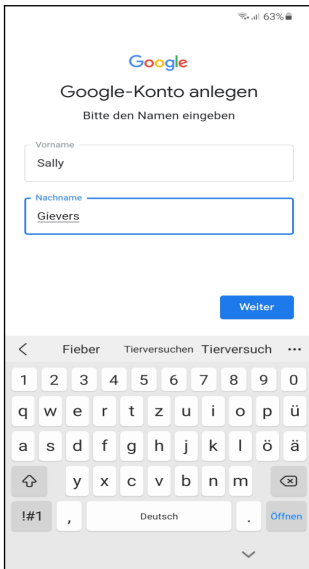 63%
Google
Google-Konto anlegen
Bitte den Namen eingeben
Vorname
Sally
Nachname
Gievers
Weiter
Fieber Tierversuchen Tierversuch ...
1 2 3 4 5 6 7 8 9 0
q w e r t z u i o p ü
a s d f g h j k l ö ä
y x c v b n m
!#1 , Deutsch . Öffnen